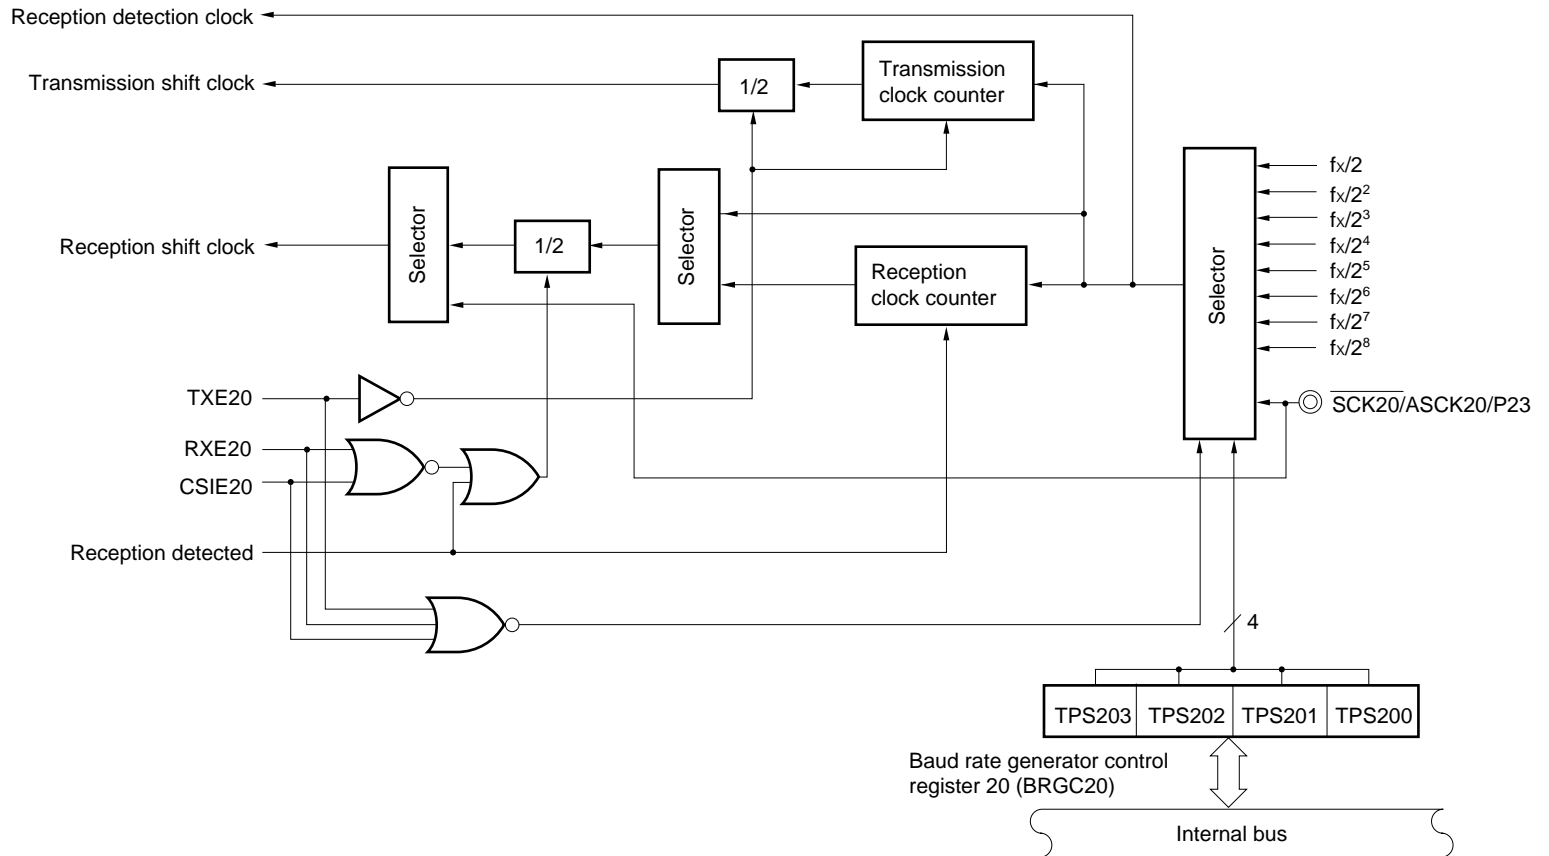 Reception detection clock
Transmission shift clock
1/2
Transmission
clock counter
Reception shift clock
Selector
1/2
Selector
Reception
clock counter
Selector
fx/2
fx/2²
fx/2³
fx/2⁴
fx/2⁵
fx/2⁶
fx/2⁷
fx/2⁸
SCK20/ASCK20/P23
TXE20
RXE20
CSIE20
Reception detected
4
TPS203 TPS202 TPS201 TPS200
Baud rate generator control
register 20 (BRGC20)
Internal bus